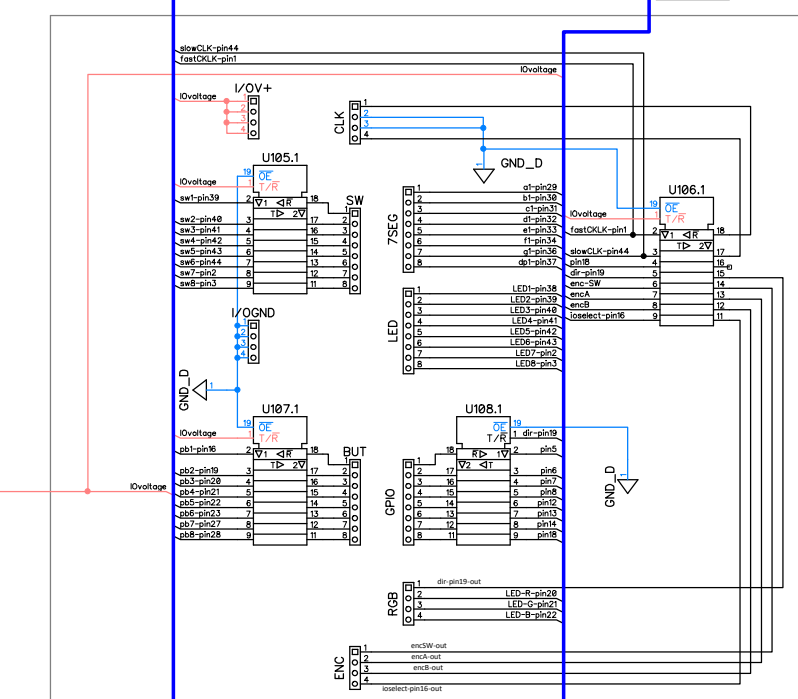 slowCLK-pin44
fastCKLK-pin1
IOvoltage
IOvoltage
I/OV+
1
2
3
4
CLK
1
2
3
4
1
GND_D
U105.1
19 OE
IOvoltage 1 T/R
sw1-pin39 2 ▽1 ◁R 18
T▷ 2▽
sw2-pin40 3 17
sw3-pin41 4 16
sw4-pin42 5 15
sw5-pin43 6 14
sw6-pin44 7 13
sw7-pin2 8 12
sw8-pin3 9 11
SW
1
2
3
4
5
6
7
8
7SEG
1 a1-pin29
2 b1-pin30
3 c1-pin31
4 d1-pin32
5 e1-pin33
6 f1-pin34
7 g1-pin36
8 dp1-pin37
U106.1
19 OE
IOvoltage 1 T/R
fastCKLK-pin1 2 ▽1 ◁R 18
T▷ 2▽
slowCLK-pin44 3 17
pin18 4 16
dir-pin19 5 15
enc-SW 6 14
encA 7 13
encB 8 12
ioselect-pin16 9 11
LED
1 LED1-pin38
2 LED2-pin39
3 LED3-pin40
4 LED4-pin41
5 LED5-pin42
6 LED6-pin43
7 LED7-pin2
8 LED8-pin3
I/OGND
1
2
3
4
GND_D
1
U107.1
19 OE
IOvoltage 1 T/R
pb1-pin16 2 ▽1 ◁R 18
T▷ 2▽
pb2-pin19 3 17
pb3-pin20 4 16
pb4-pin21 5 15
pb5-pin22 6 14
pb6-pin23 7 13
pb7-pin27 8 12
pb8-pin28 9 11
IOvoltage
BUT
1
2
3
4
5
6
7
8
U108.1
OE 19
T/R 1 dir-pin19
18 R▷ 1▽ 2 pin5
▽2 ◁T
17 3 pin6
16 4 pin7
15 5 pin8
14 6 pin12
13 7 pin13
12 8 pin14
11 9 pin18
GPIO
1
2
3
4
5
6
7
8
1
GND_D
RGB
1 dir-pin19-out
2 LED-R-pin20
3 LED-G-pin21
4 LED-B-pin22
ENC
1 encSW-out
2 encA-out
3 encB-out
4 ioselect-pin16-out